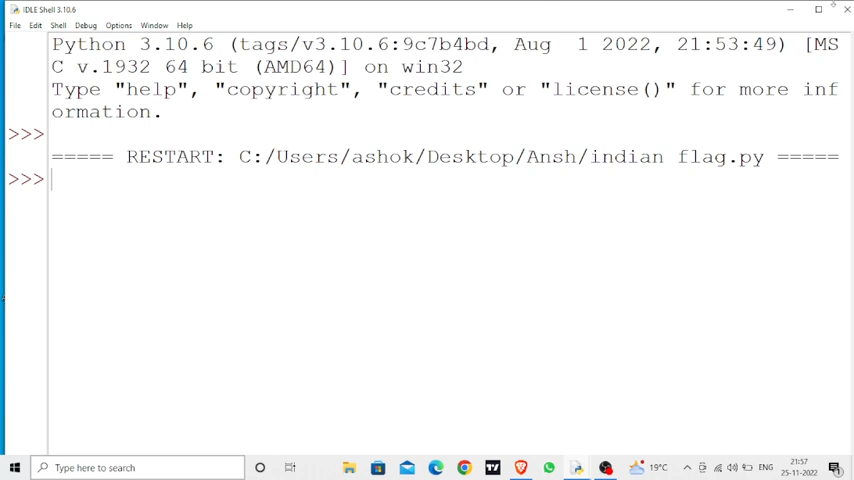 IDLE Shell 3.10.6
File Edit Shell Debug Options Window Help
Python 3.10.6 (tags/v3.10.6:9c7b4bd, Aug  1 2022, 21:53:49) [MS
C v.1932 64 bit (AMD64)] on win32
Type "help", "copyright", "credits" or "license()" for more inf
ormation.
>>>
===== RESTART: C:/Users/ashok/Desktop/Ansh/indian flag.py =====
>>>
Type here to search 19°C ENG 21:57
25-11-2022